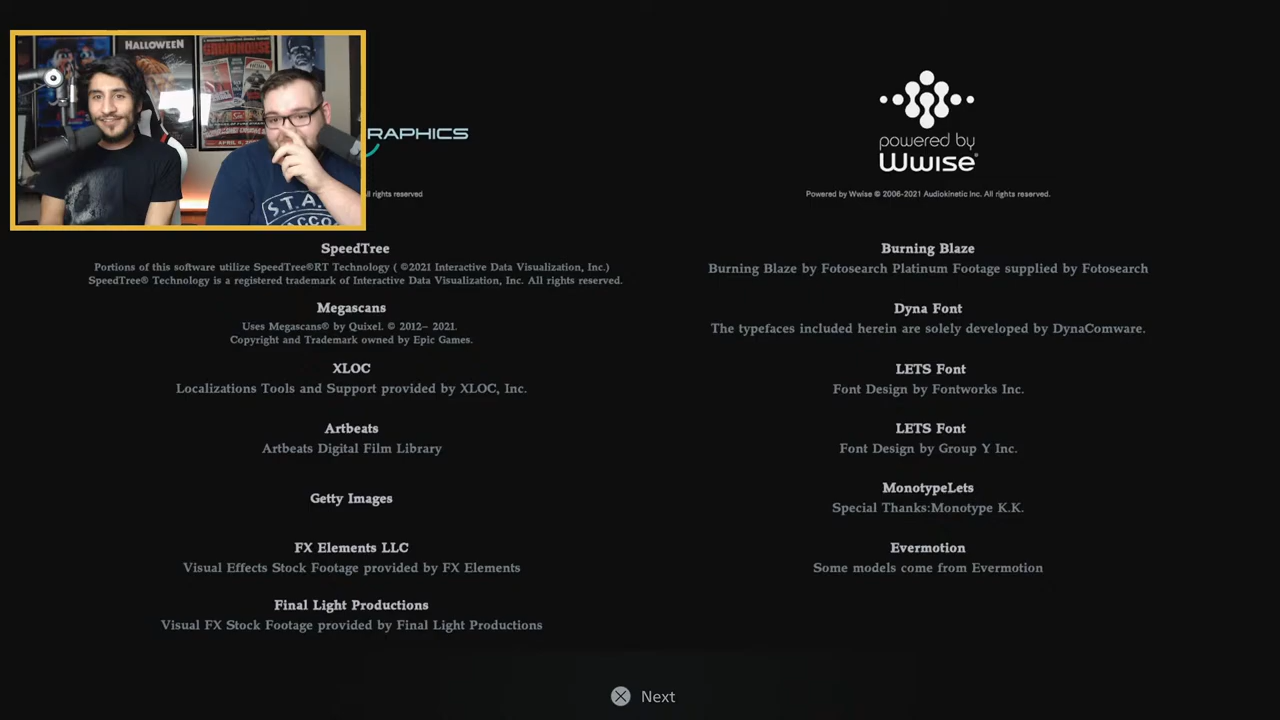 HALLOWEEN
GRINDHOUSE
RAPHICS
powered by
Wwise
All rights reserved
Powered by Wwise © 2006-2021 Audiokinetic Inc. All rights reserved.
SpeedTree
Portions of this software utilize SpeedTree®RT Technology ( ©2021 Interactive Data Visualization, Inc.)
SpeedTree® Technology is a registered trademark of Interactive Data Visualization, Inc. All rights reserved.
Megascans
Uses Megascans® by Quixel. © 2012– 2021.
Copyright and Trademark owned by Epic Games.
XLOC
Localizations Tools and Support provided by XLOC, Inc.
Artbeats
Artbeats Digital Film Library
Getty Images
FX Elements LLC
Visual Effects Stock Footage provided by FX Elements
Final Light Productions
Visual FX Stock Footage provided by Final Light Productions
Burning Blaze
Burning Blaze by Fotosearch Platinum Footage supplied by Fotosearch
Dyna Font
The typefaces included herein are solely developed by DynaComware.
LETS Font
Font Design by Fontworks Inc.
LETS Font
Font Design by Group Y Inc.
MonotypeLets
Special Thanks:Monotype K.K.
Evermotion
Some models come from Evermotion
Next